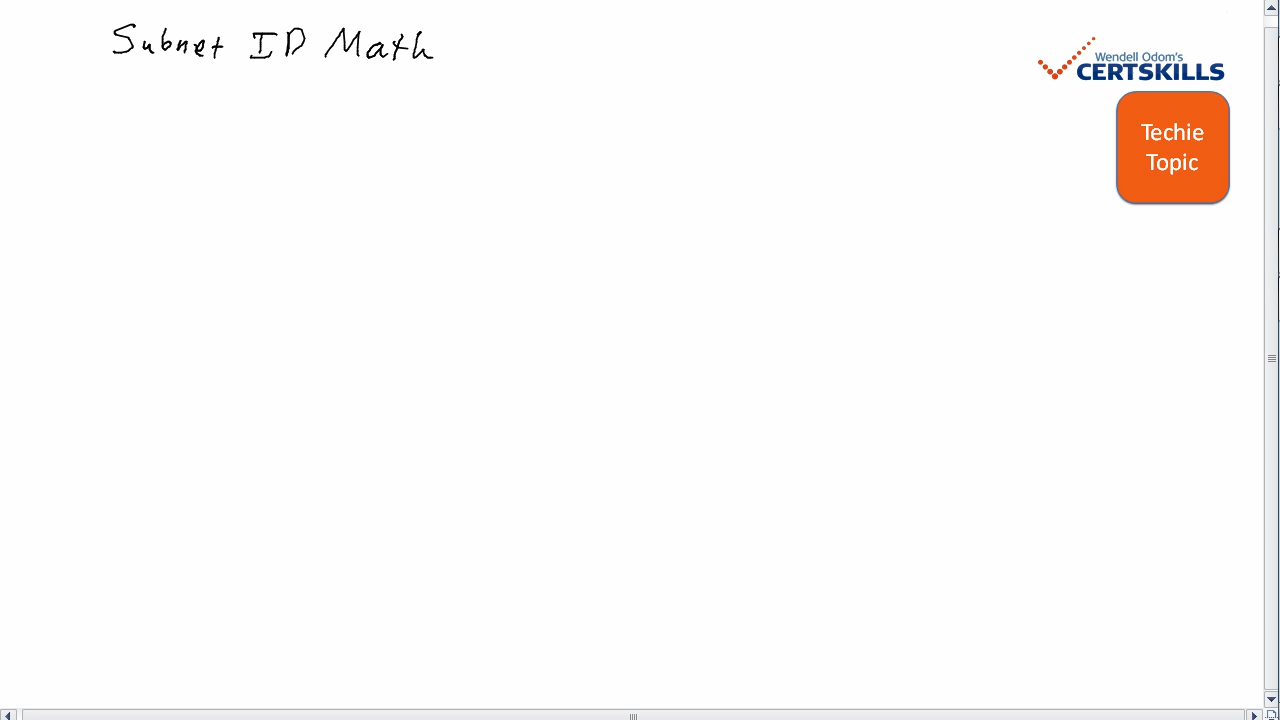 Subnet ID Math
Wendell Odom's
CERTSKILLS
Techie
Topic